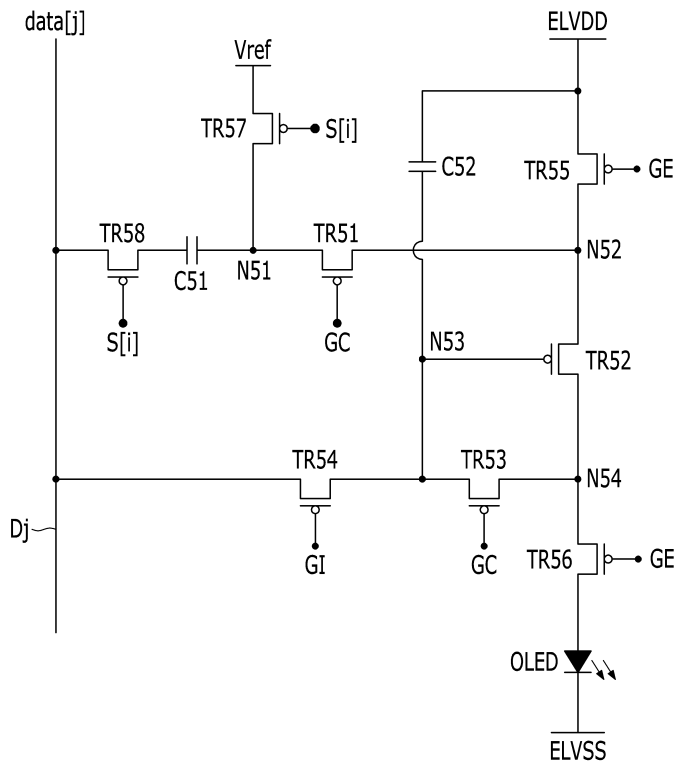 data[j]
ELVDD
Vref
TR57
S[i]
C52
TR55
GE
TR58
TR51
C51
N51
N52
S[i]
GC
N53
TR52
TR54
TR53
N54
Dj
GI
GC
TR56
GE
OLED
ELVSS